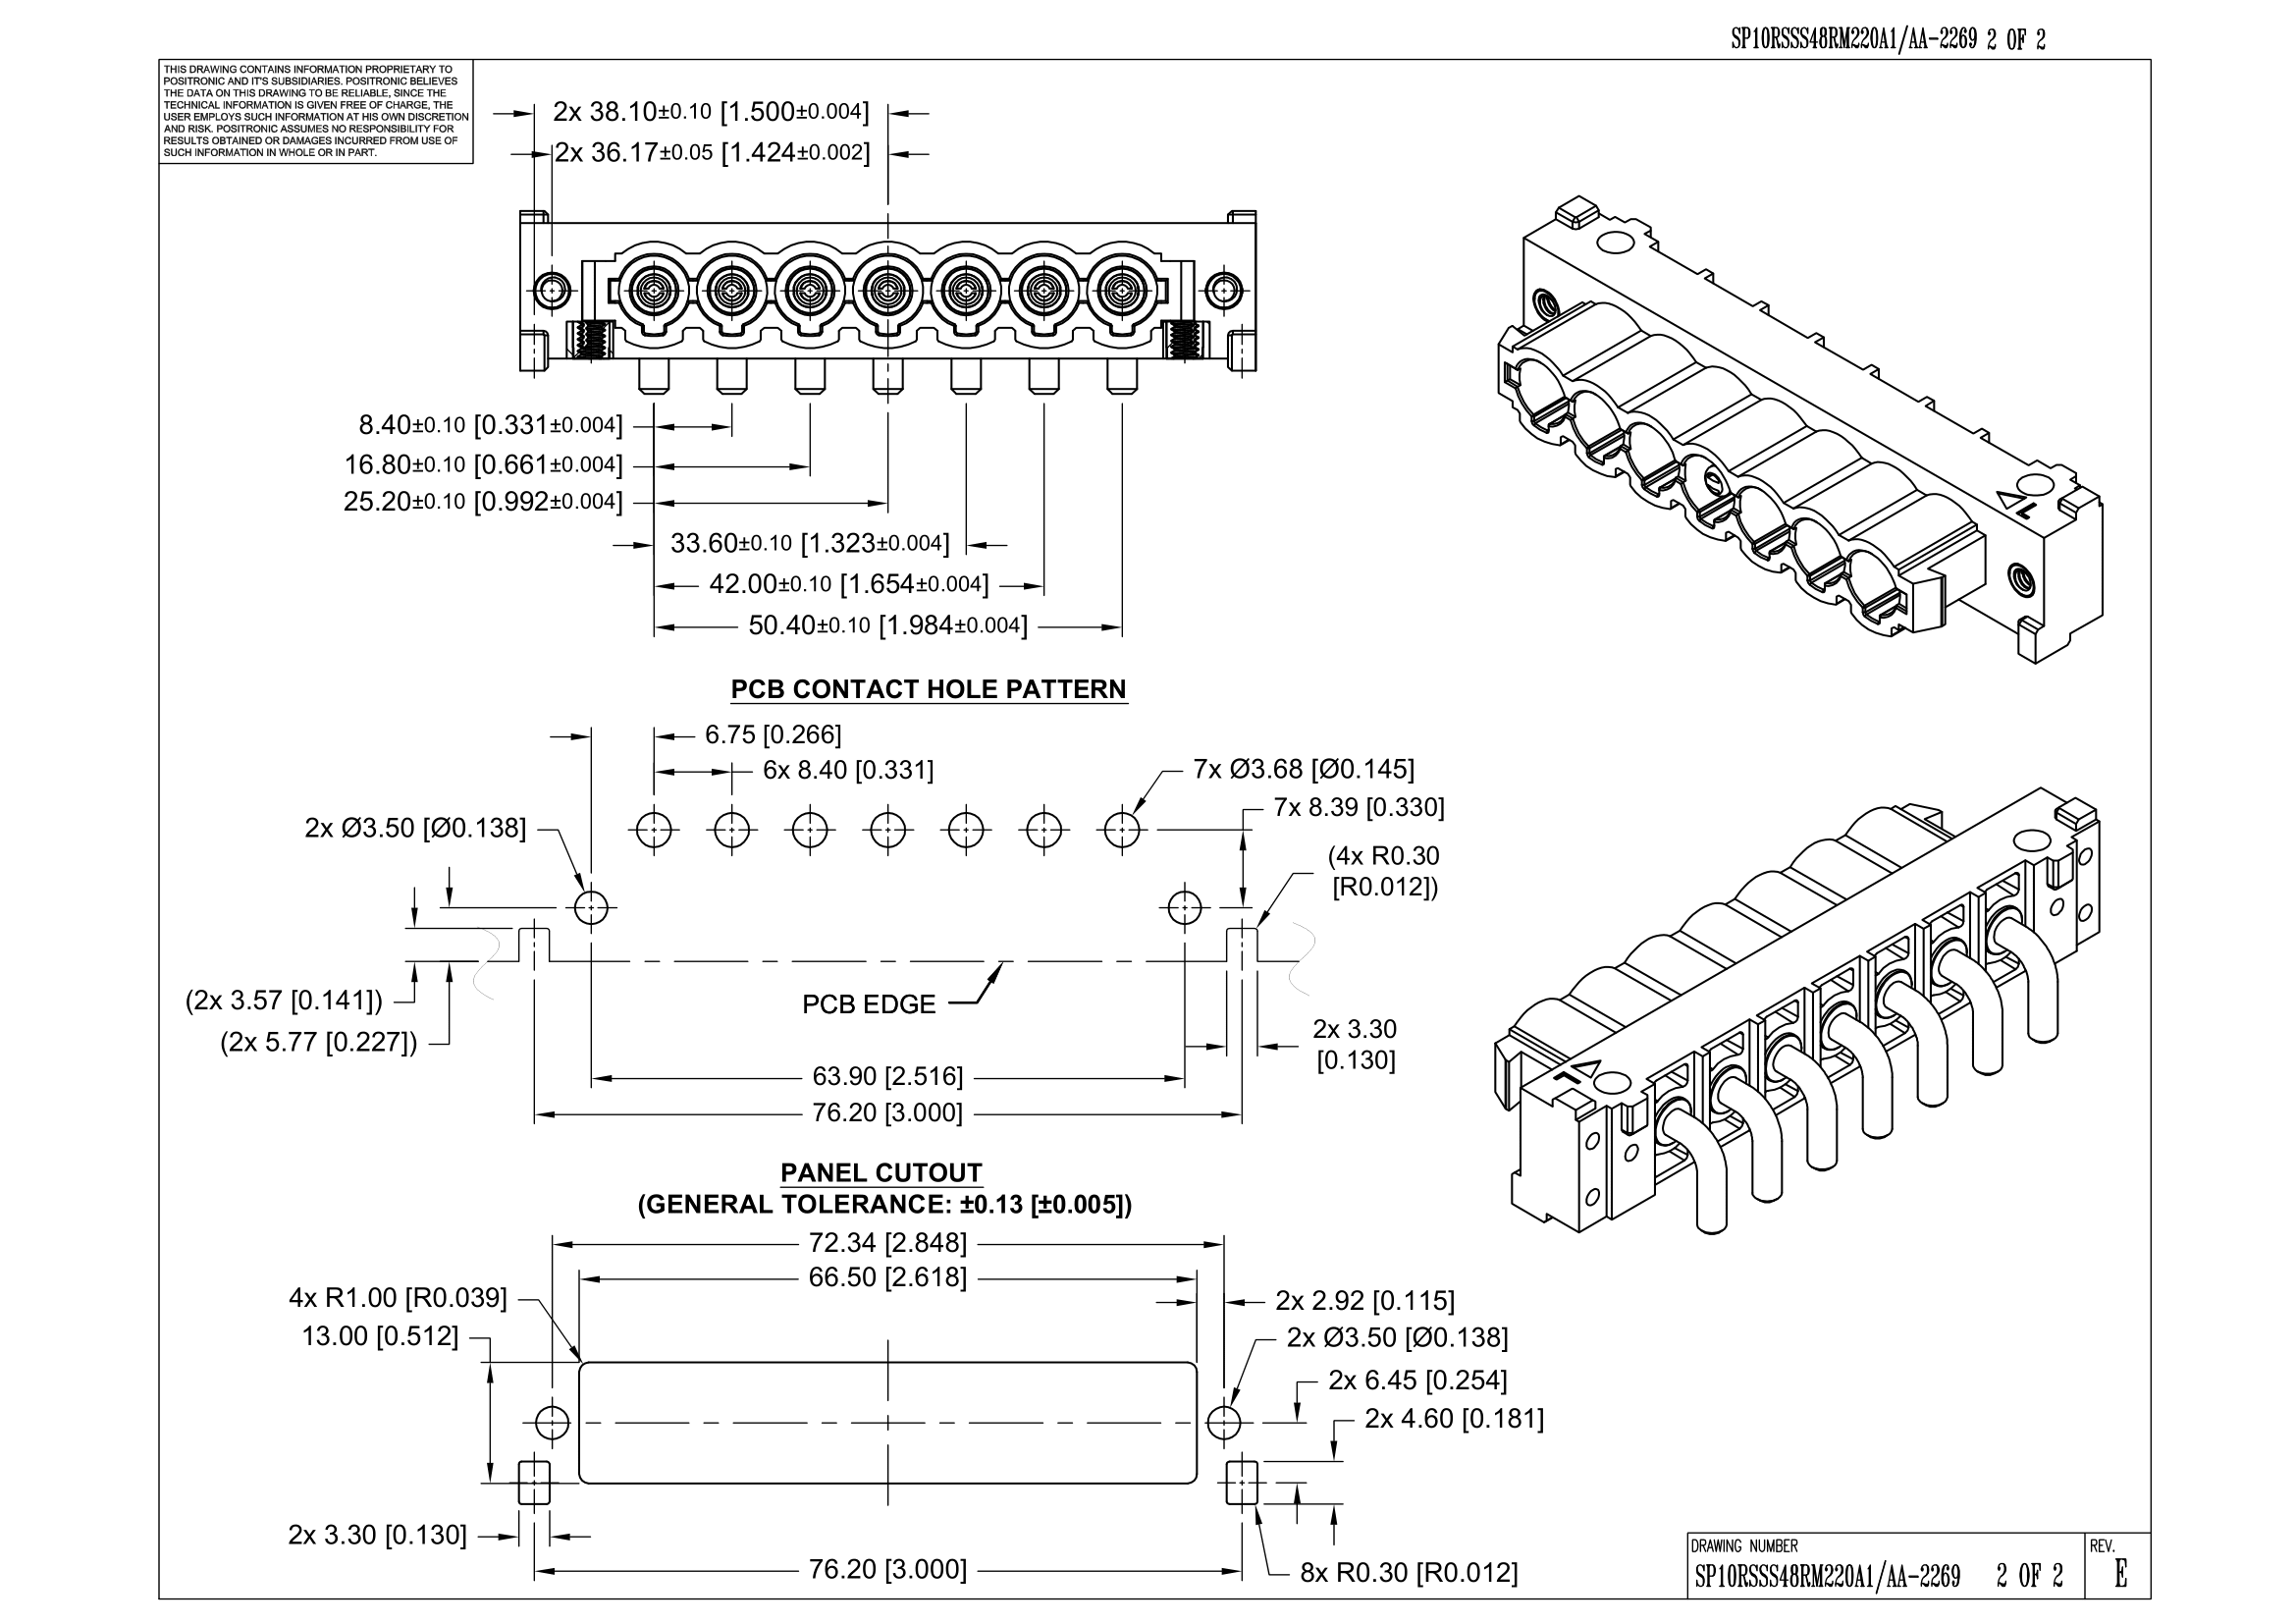 SP10RSSS48RM220A1/AA-2269 2 OF 2
THIS DRAWING CONTAINS INFORMATION PROPRIETARY TO
POSITRONIC AND IT'S SUBSIDIARIES. POSITRONIC BELIEVES
THE DATA ON THIS DRAWING TO BE RELIABLE, SINCE THE
TECHNICAL INFORMATION IS GIVEN FREE OF CHARGE, THE
USER EMPLOYS SUCH INFORMATION AT HIS OWN DISCRETION
AND RISK. POSITRONIC ASSUMES NO RESPONSIBILITY FOR
RESULTS OBTAINED OR DAMAGES INCURRED FROM USE OF
SUCH INFORMATION IN WHOLE OR IN PART.
2x 38.10±0.10 [1.500±0.004]
2x 36.17±0.05 [1.424±0.002]
8.40±0.10 [0.331±0.004]
16.80±0.10 [0.661±0.004]
25.20±0.10 [0.992±0.004]
33.60±0.10 [1.323±0.004]
42.00±0.10 [1.654±0.004]
50.40±0.10 [1.984±0.004]
L
PCB CONTACT HOLE PATTERN
6.75 [0.266]
6x 8.40 [0.331]
7x Ø3.68 [Ø0.145]
7x 8.39 [0.330]
2x Ø3.50 [Ø0.138]
(4x R0.30
[R0.012])
(2x 3.57 [0.141])
(2x 5.77 [0.227])
PCB EDGE
2x 3.30
[0.130]
63.90 [2.516]
76.20 [3.000]
L
PANEL CUTOUT
(GENERAL TOLERANCE: ±0.13 [±0.005])
72.34 [2.848]
66.50 [2.618]
4x R1.00 [R0.039]
13.00 [0.512]
2x 2.92 [0.115]
2x Ø3.50 [Ø0.138]
2x 6.45 [0.254]
2x 4.60 [0.181]
2x 3.30 [0.130]
76.20 [3.000]
8x R0.30 [R0.012]
DRAWING NUMBER
SP10RSSS48RM220A1/AA-2269 2 OF 2
REV.
E